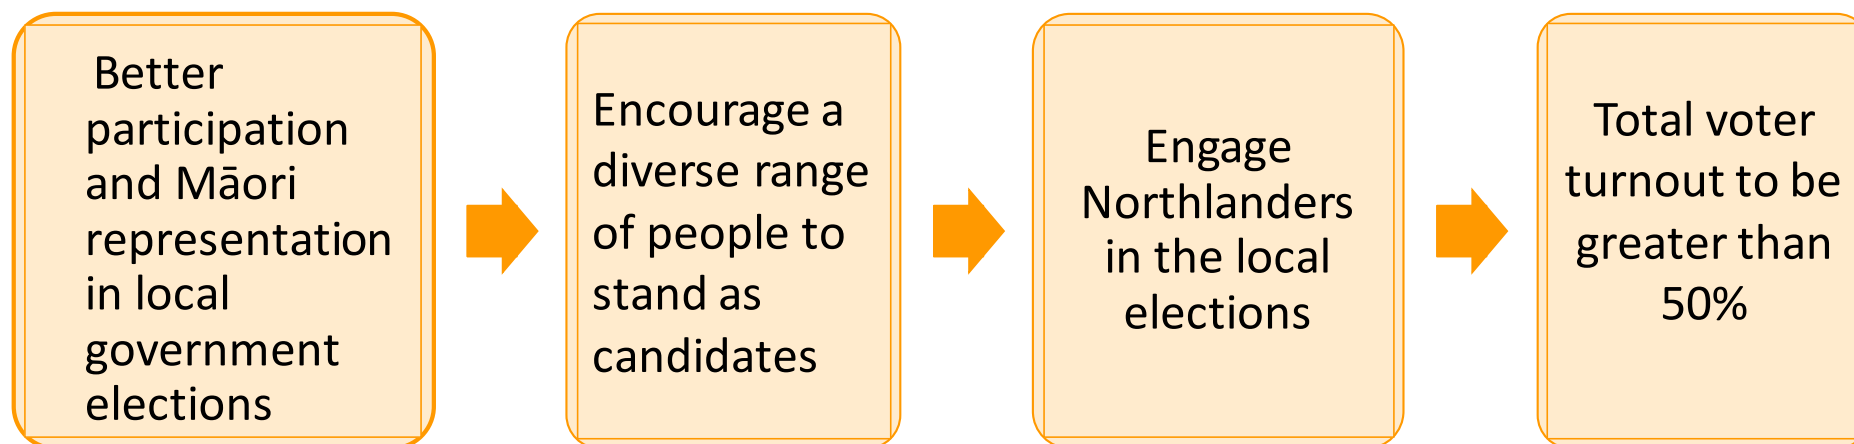 Better
participation
and Māori
representation
in local
government
elections
Encourage a
diverse range
of people to
stand as
candidates
Engage
Northlanders
in the local
elections
Total voter
turnout to be
greater than
50%